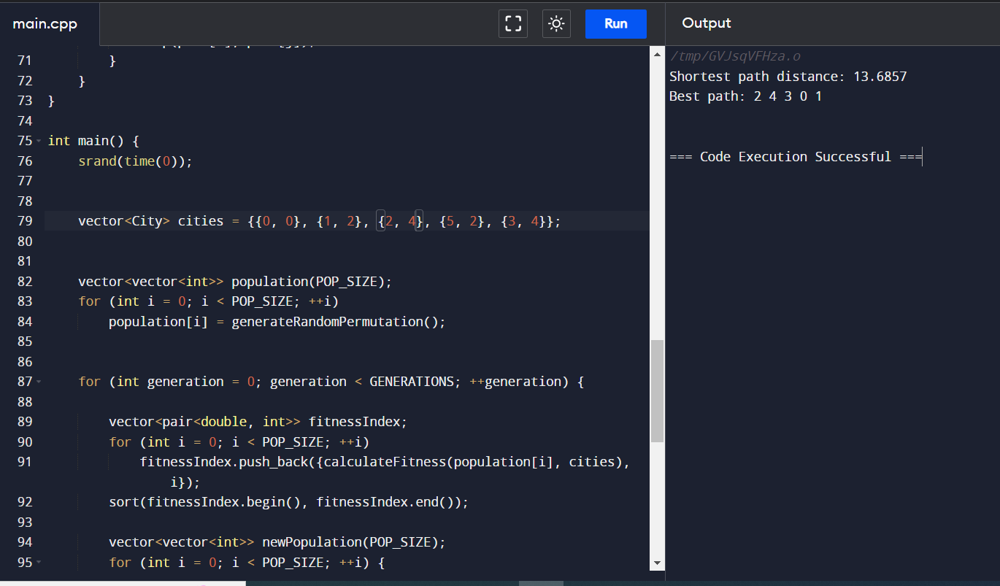 main.cpp
Run
Output
71 }
72 }
73 }
74
75 int main() {
76 srand(time(0));
77
78
79 vector<City> cities = {{0, 0}, {1, 2}, {2, 4}, {5, 2}, {3, 4}};
80
81
82 vector<vector<int>> population(POP_SIZE);
83 for (int i = 0; i < POP_SIZE; ++i)
84 population[i] = generateRandomPermutation();
85
86
87 for (int generation = 0; generation < GENERATIONS; ++generation) {
88
89 vector<pair<double, int>> fitnessIndex;
90 for (int i = 0; i < POP_SIZE; ++i)
91 fitnessIndex.push_back({calculateFitness(population[i], cities),
i});
92 sort(fitnessIndex.begin(), fitnessIndex.end());
93
94 vector<vector<int>> newPopulation(POP_SIZE);
95 for (int i = 0; i < POP_SIZE; ++i) {
/tmp/GVJsqVFHza.o
Shortest path distance: 13.6857
Best path: 2 4 3 0 1
=== Code Execution Successful ===